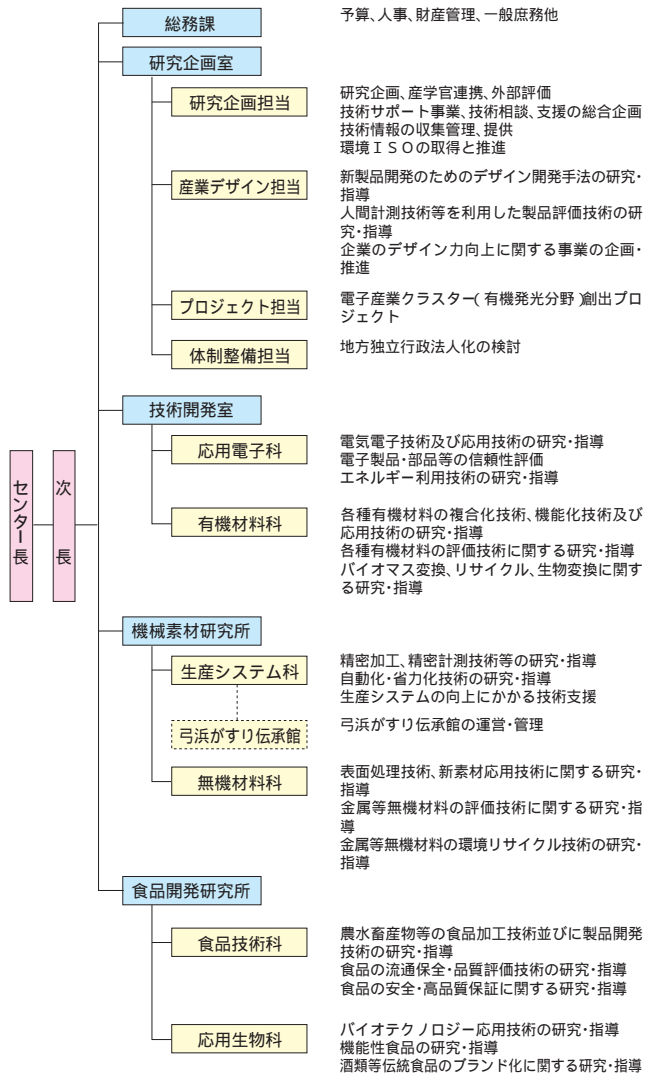 総務課
予算、人事、財産管理、一般庶務他
研究企画室
研究企画担当
研究企画、産学官連携、外部評価
技術サポート事業、技術相談、支援の総合企画
技術情報の収集管理、提供
環境ＩＳＯの取得と推進
産業デザイン担当
新製品開発のためのデザイン開発手法の研究・
指導
人間計測技術等を利用した製品評価技術の研
究・指導
企業のデザイン力向上に関する事業の企画・
推進
プロジェクト担当
電子産業クラスター(有機発光分野)創出プロ
ジェクト
体制整備担当
地方独立行政法人化の検討
技術開発室
応用電子科
電気電子技術及び応用技術の研究・指導
電子製品・部品等の信頼性評価
エネルギー利用技術の研究・指導
センター長
次長
有機材料科
各種有機材料の複合化技術、機能化技術及び
応用技術の研究・指導
各種有機材料の評価技術に関する研究・指導
バイオマス変換、リサイクル、生物変換に関す
る研究・指導
機械素材研究所
生産システム科
精密加工、精密計測技術等の研究・指導
自動化・省力化技術の研究・指導
生産システムの向上にかかる技術支援
弓浜がすり伝承館
弓浜がすり伝承館の運営・管理
無機材料科
表面処理技術、新素材応用技術に関する研究・
指導
金属等無機材料の評価技術に関する研究・指
導
金属等無機材料の環境リサイクル技術の研究・
指導
食品開発研究所
食品技術科
農水畜産物等の食品加工技術並びに製品開発
技術の研究・指導
食品の流通保全・品質評価技術の研究・指導
食品の安全・高品質保証に関する研究・指導
応用生物科
バイオテクノロジー応用技術の研究・指導
機能性食品の研究・指導
酒類等伝統食品のブランド化に関する研究・指導